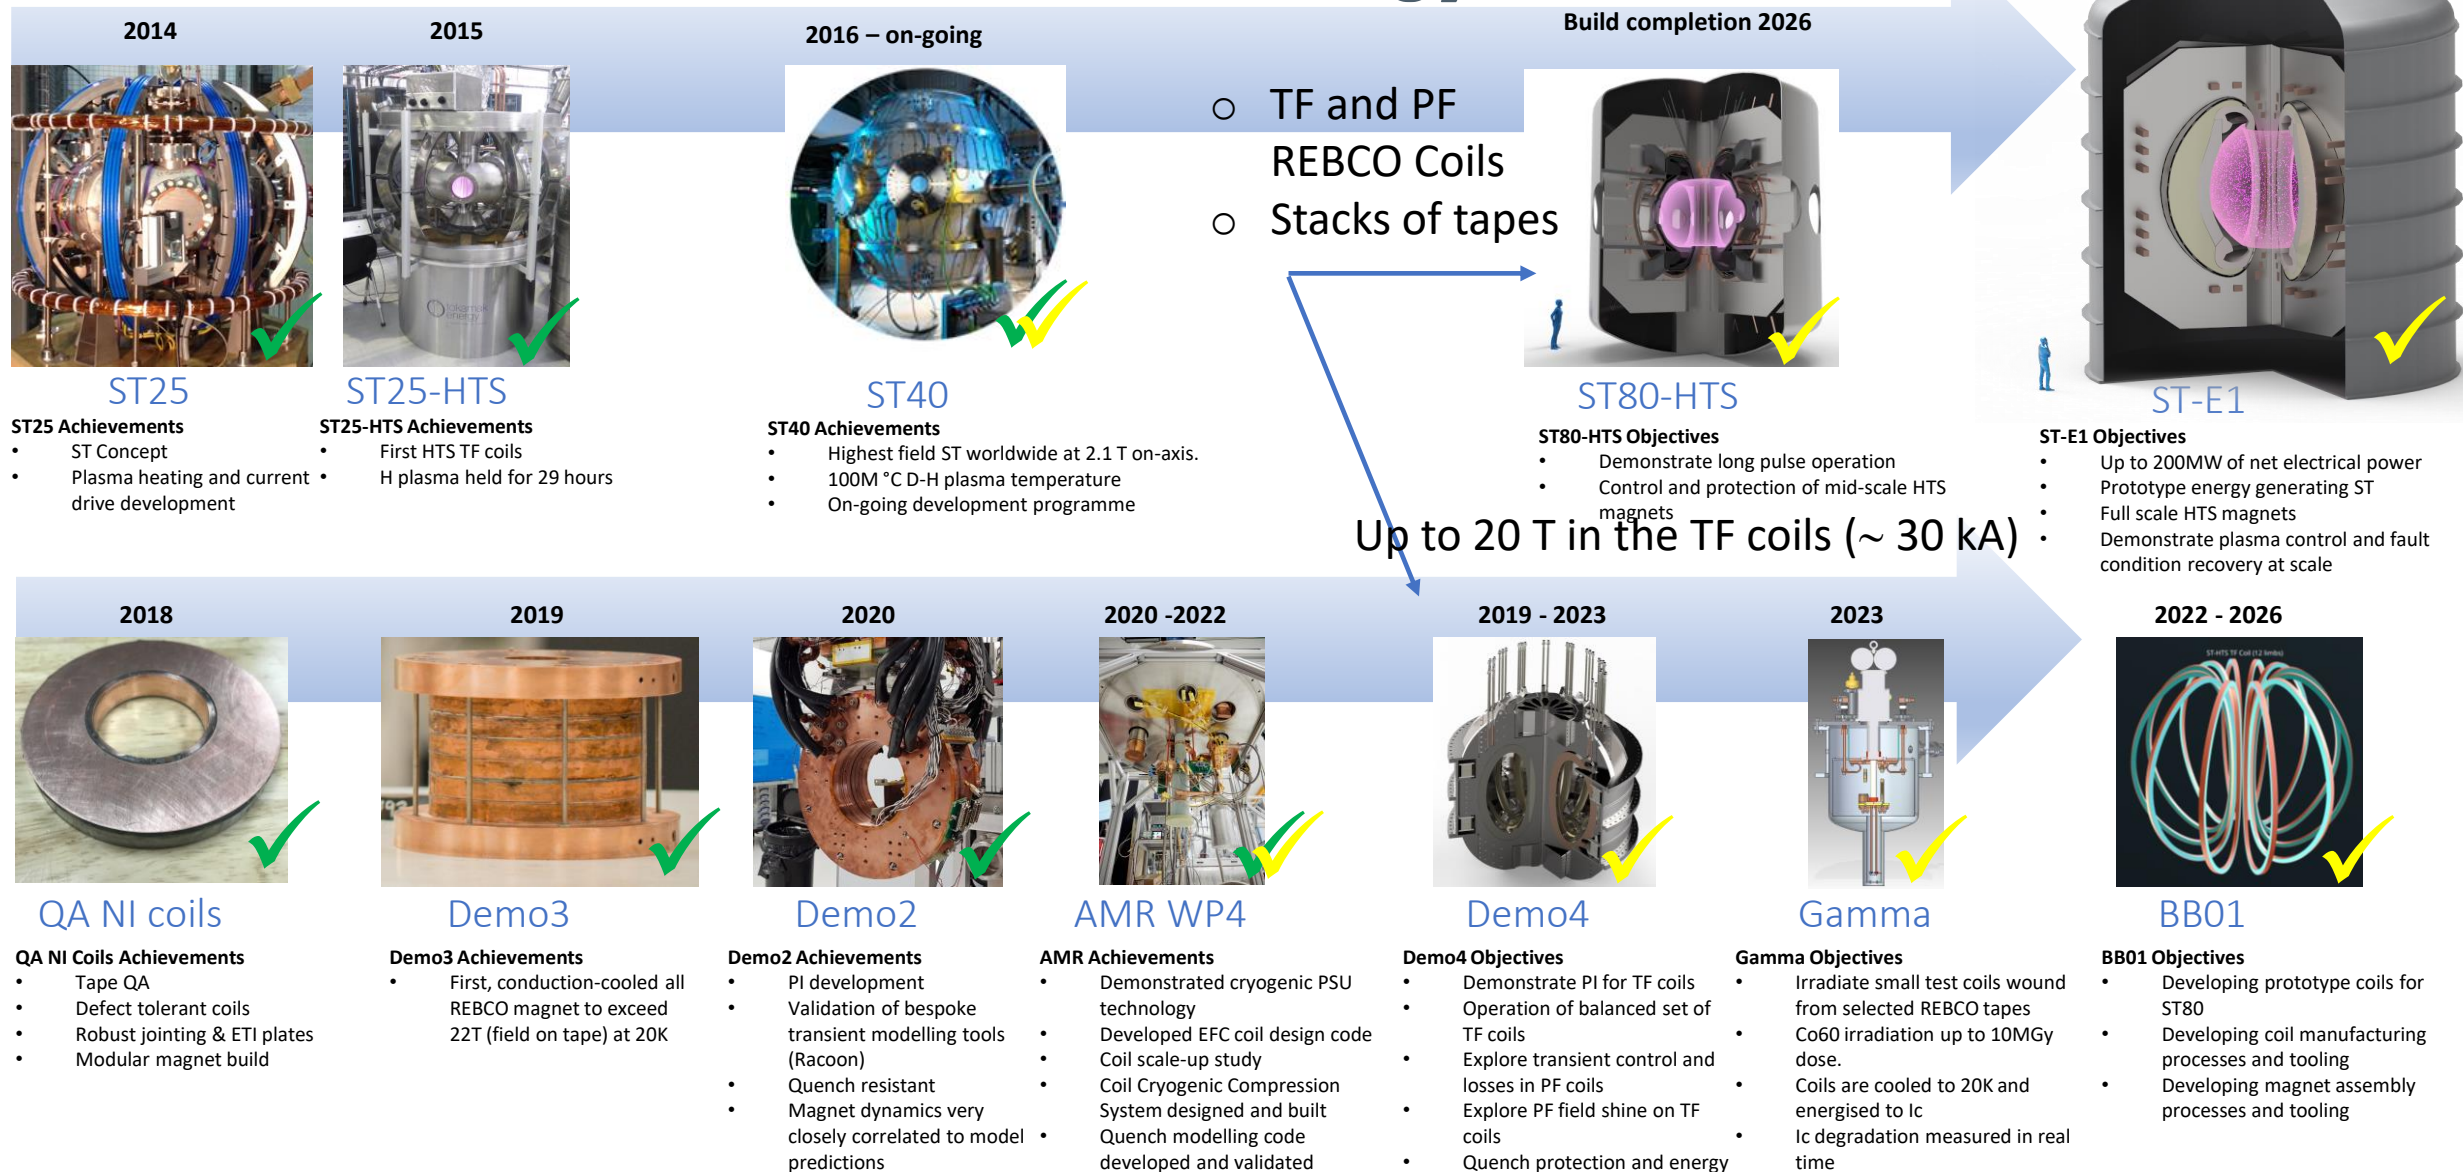 2014
2015
2016 – on-going
Build completion 2026
○ TF and PF
REBCO Coils
○ Stacks of tapes
tokamak
energy
ST25
ST25-HTS
ST40
ST80-HTS
ST-E1
ST25 Achievements
• ST Concept
• Plasma heating and current
drive development
ST25-HTS Achievements
• First HTS TF coils
• H plasma held for 29 hours
ST40 Achievements
• Highest field ST worldwide at 2.1 T on-axis.
• 100M °C D-H plasma temperature
• On-going development programme
ST80-HTS Objectives
• Demonstrate long pulse operation
• Control and protection of mid-scale HTS
magnets
ST-E1 Objectives
• Up to 200MW of net electrical power
• Prototype energy generating ST
• Full scale HTS magnets
• Demonstrate plasma control and fault
condition recovery at scale
Up to 20 T in the TF coils (~ 30 kA)
2018
2019
2020
2020 -2022
2019 - 2023
2023
2022 - 2026
ST-HTS TF Coil (12 limbs)
QA NI coils
Demo3
Demo2
AMR WP4
Demo4
Gamma
BB01
QA NI Coils Achievements
• Tape QA
• Defect tolerant coils
• Robust jointing & ETI plates
• Modular magnet build
Demo3 Achievements
• First, conduction-cooled all
REBCO magnet to exceed
22T (field on tape) at 20K
Demo2 Achievements
• PI development
• Validation of bespoke
transient modelling tools
(Racoon)
• Quench resistant
• Magnet dynamics very
closely correlated to model
predictions
AMR Achievements
• Demonstrated cryogenic PSU
technology
• Developed EFC coil design code
• Coil scale-up study
• Coil Cryogenic Compression
System designed and built
• Quench modelling code
developed and validated
Demo4 Objectives
• Demonstrate PI for TF coils
• Operation of balanced set of
TF coils
• Explore transient control and
losses in PF coils
• Explore PF field shine on TF
coils
• Quench protection and energy
Gamma Objectives
• Irradiate small test coils wound
from selected REBCO tapes
• Co60 irradiation up to 10MGy
dose.
• Coils are cooled to 20K and
energised to Ic
• Ic degradation measured in real
time
BB01 Objectives
• Developing prototype coils for
ST80
• Developing coil manufacturing
processes and tooling
• Developing magnet assembly
processes and tooling